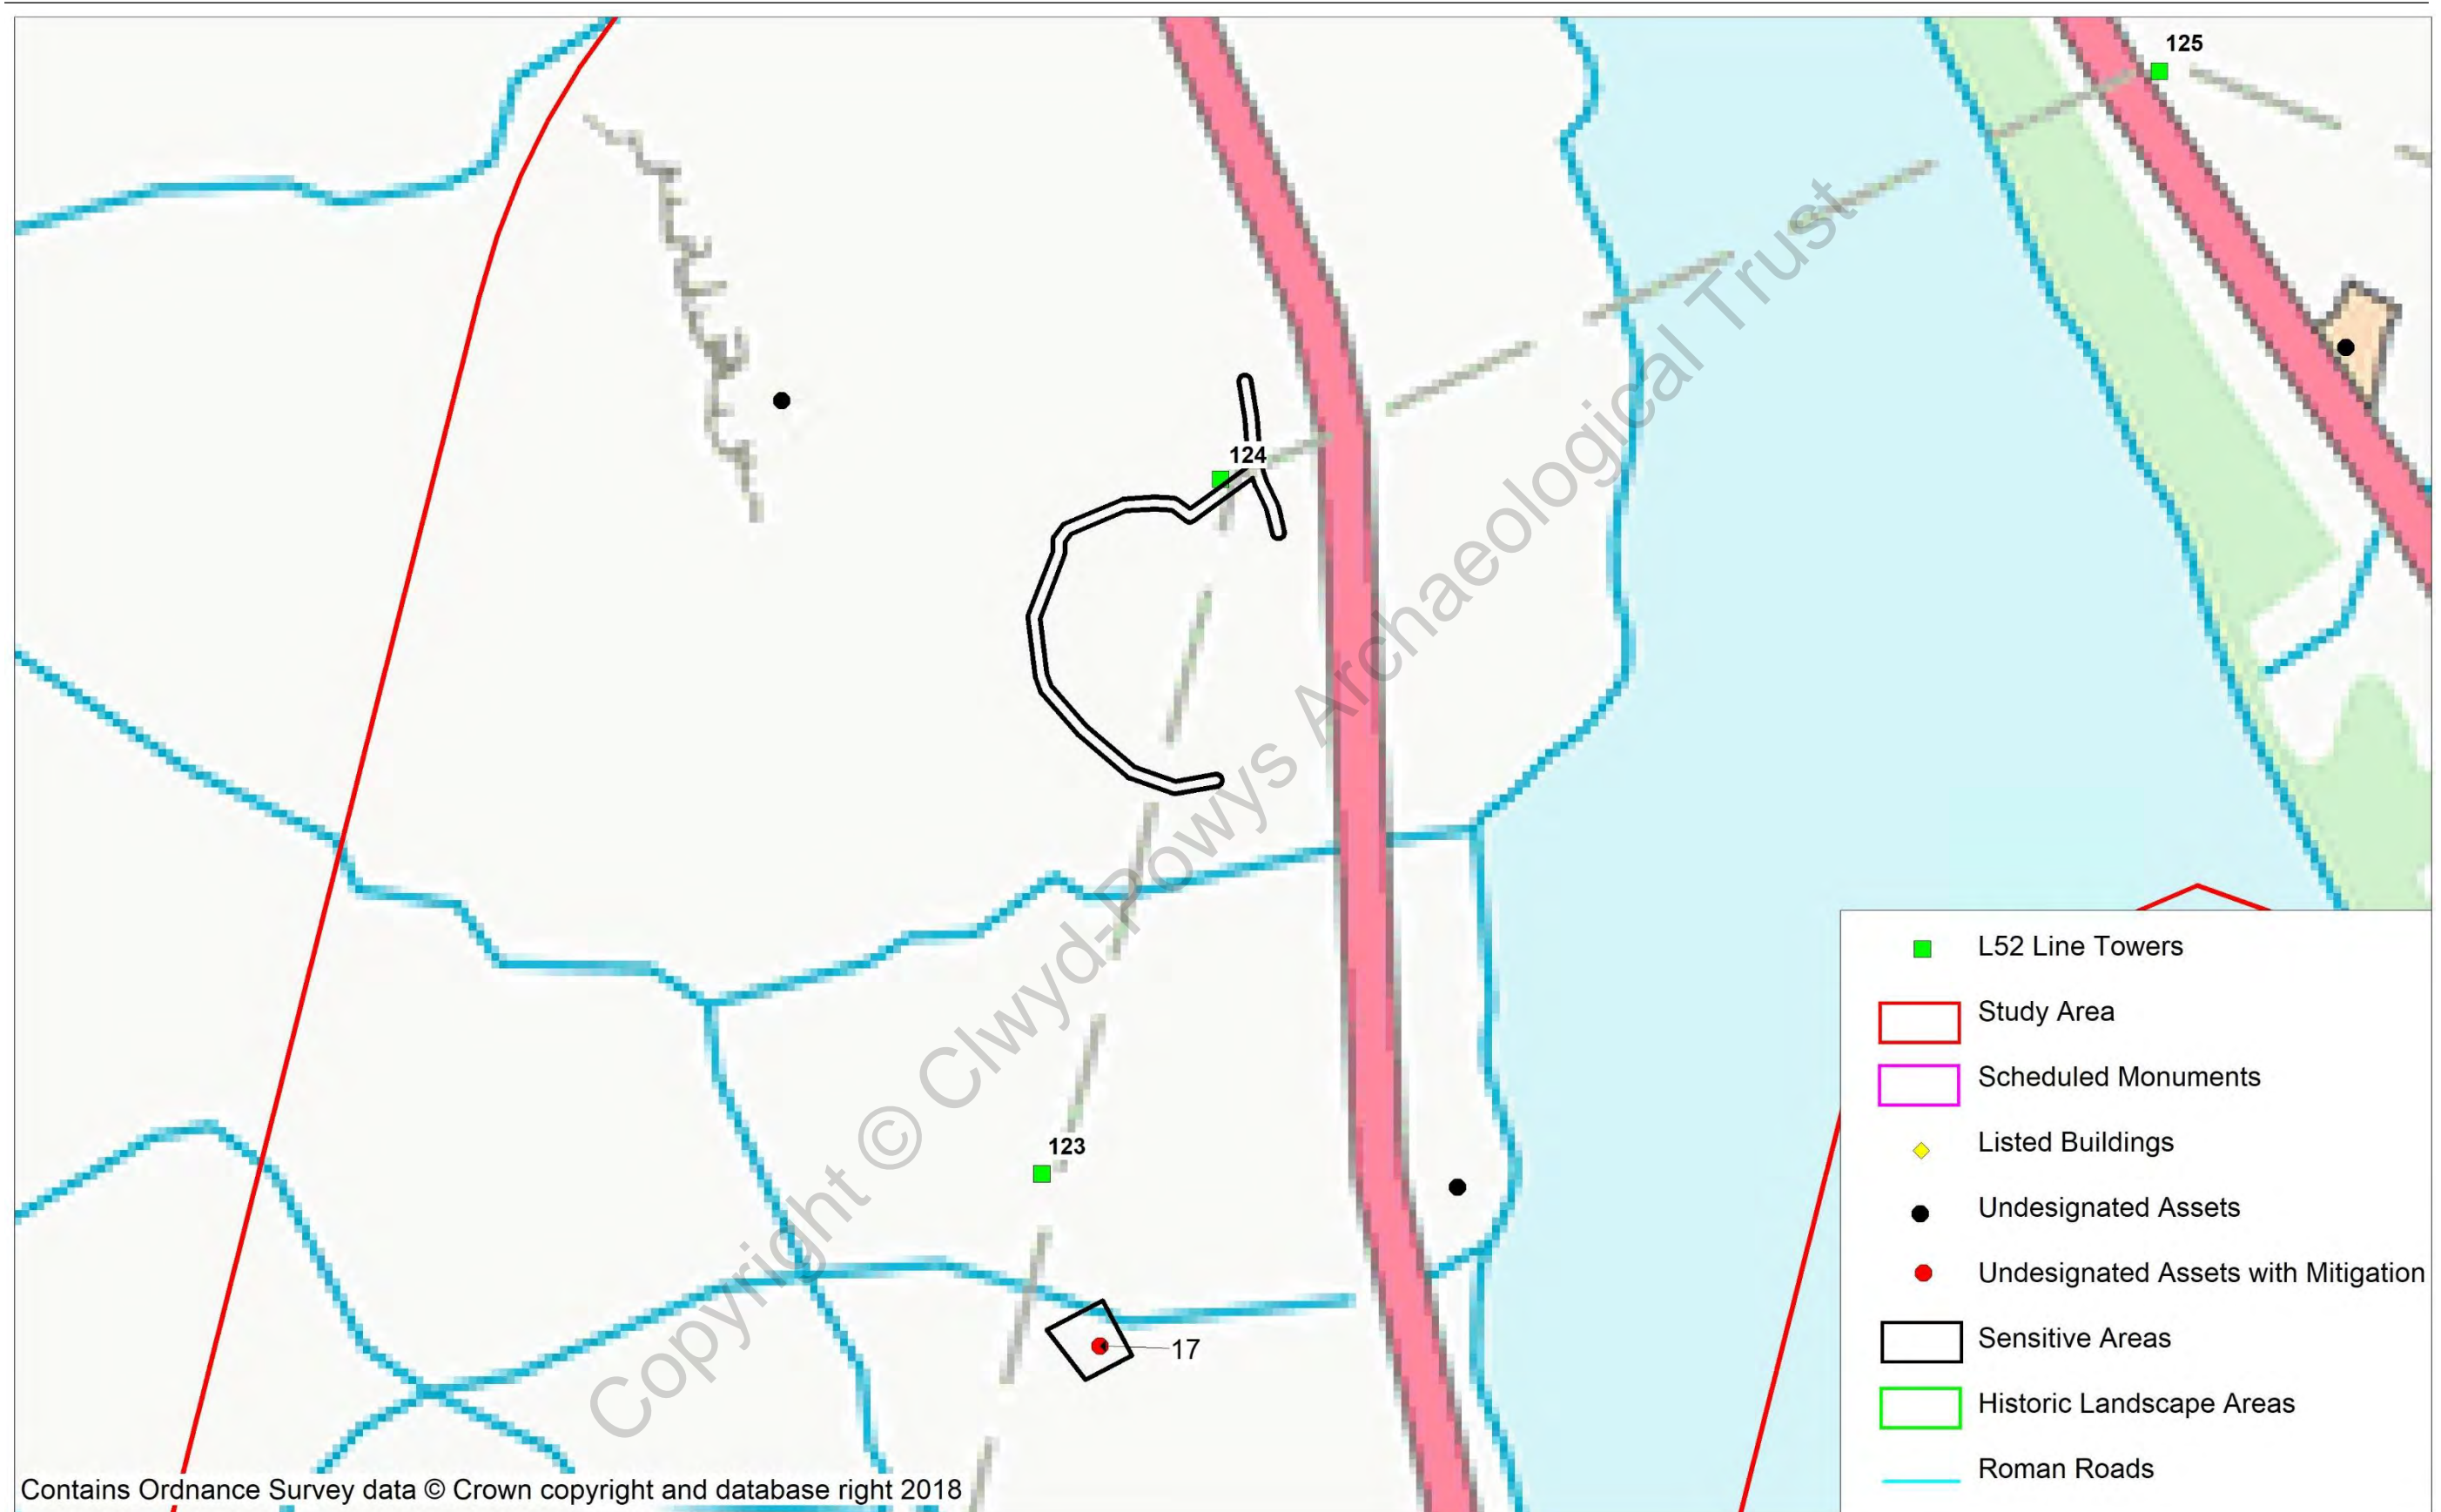 125
124
Copyright © Clwyd-Powys Archaeological Trust
123
17
L52 Line Towers
Study Area
Scheduled Monuments
Listed Buildings
Undesignated Assets
Undesignated Assets with Mitigation
Sensitive Areas
Historic Landscape Areas
Roman Roads
Contains Ordnance Survey data © Crown copyright and database right 2018